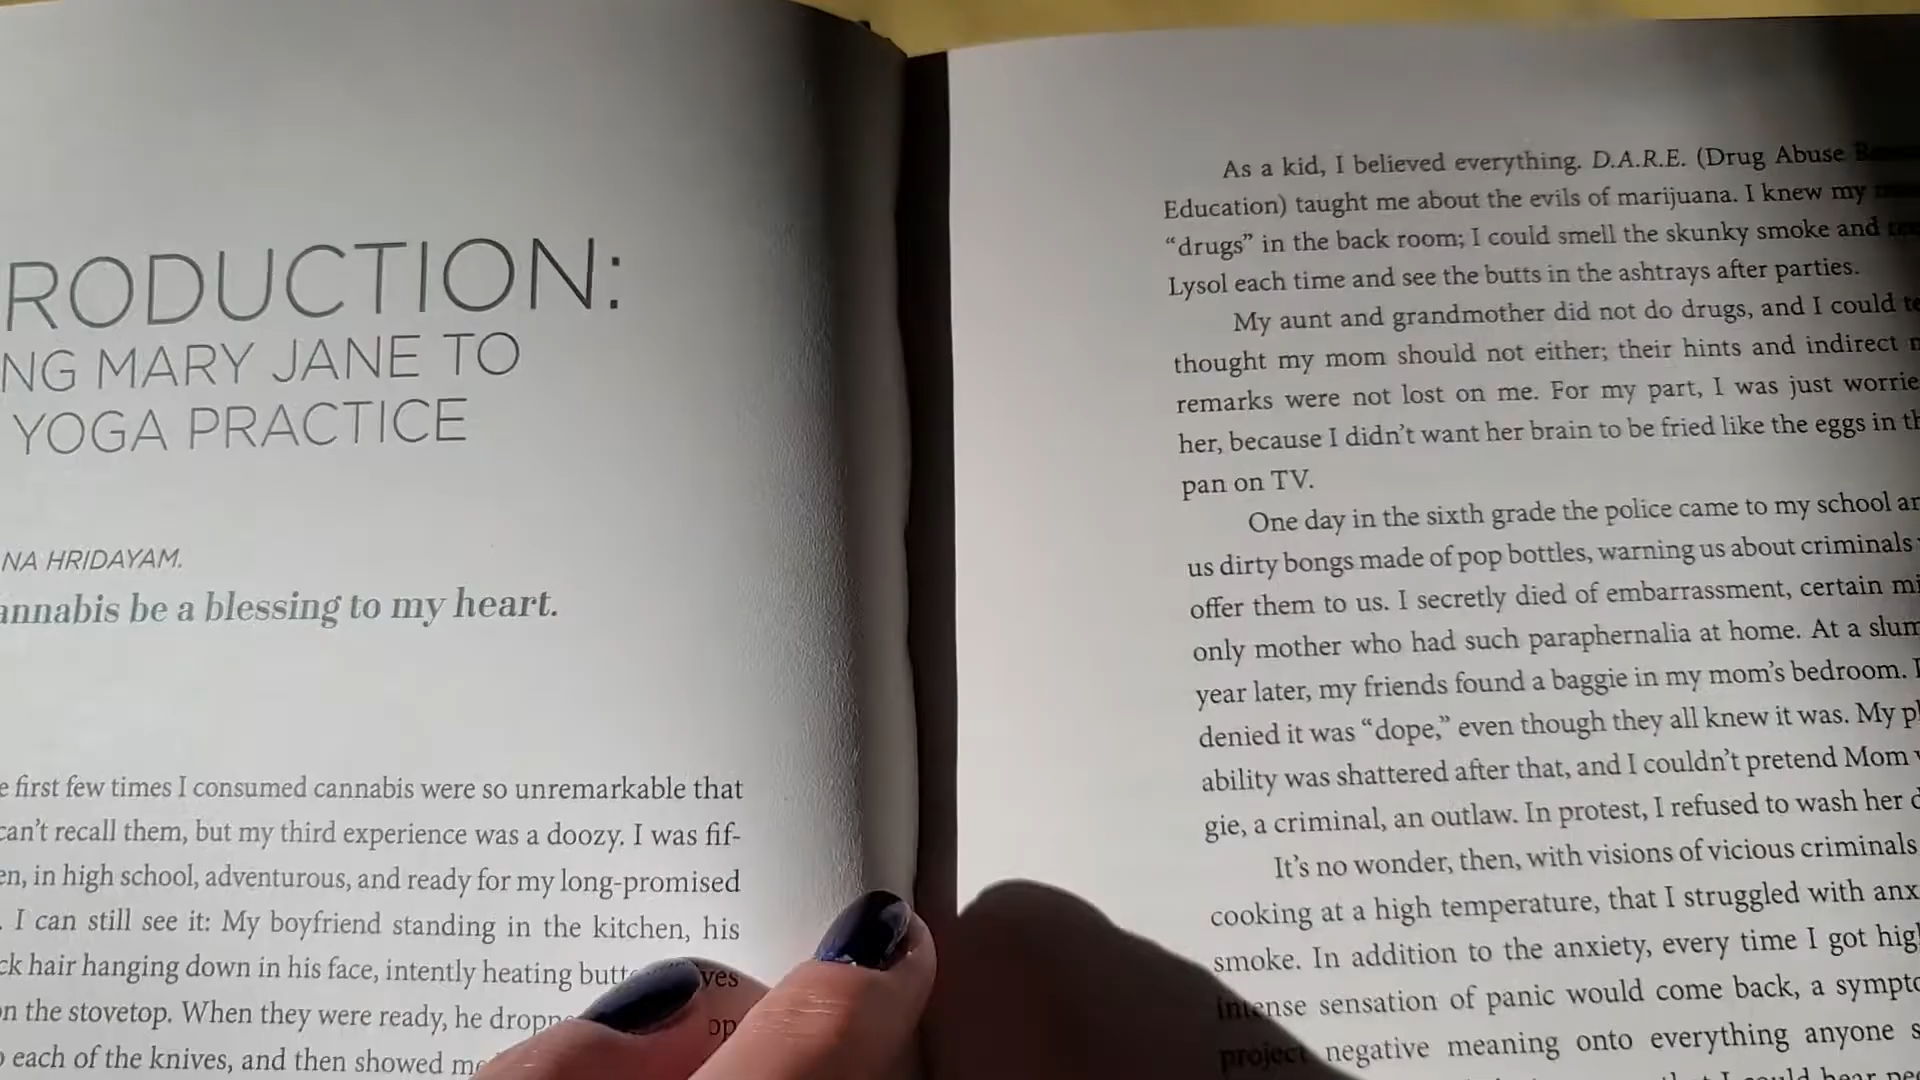 RODUCTION:
NG MARY JANE TO
YOGA PRACTICE
NA HRIDAYAM.
annabis be a blessing to my heart.
e first few times I consumed cannabis were so unremarkable that
can't recall them, but my third experience was a doozy. I was fif-
en, in high school, adventurous, and ready for my long-promised
. I can still see it: My boyfriend standing in the kitchen, his
ck hair hanging down in his face, intently heating butt ves
on the stovetop. When they were ready, he dropp op
o each of the knives, and then showed me
As a kid, I believed everything. D.A.R.E. (Drug Abuse
Education) taught me about the evils of marijuana. I knew my
“drugs” in the back room; I could smell the skunky smoke and
Lysol each time and see the butts in the ashtrays after parties.
My aunt and grandmother did not do drugs, and I could te
thought my mom should not either; their hints and indirect
remarks were not lost on me. For my part, I was just worrie
her, because I didn't want her brain to be fried like the eggs in th
pan on TV.
One day in the sixth grade the police came to my school an
us dirty bongs made of pop bottles, warning us about criminals
offer them to us. I secretly died of embarrassment, certain my
only mother who had such paraphernalia at home. At a slum
year later, my friends found a baggie in my mom's bedroom. I
denied it was “dope,” even though they all knew it was. My pl
ability was shattered after that, and I couldn't pretend Mom
gie, a criminal, an outlaw. In protest, I refused to wash her d
It's no wonder, then, with visions of vicious criminals
cooking at a high temperature, that I struggled with anx
smoke. In addition to the anxiety, every time I got high
intense sensation of panic would come back, a sympto
project negative meaning onto everything anyone s
that I could hear peo